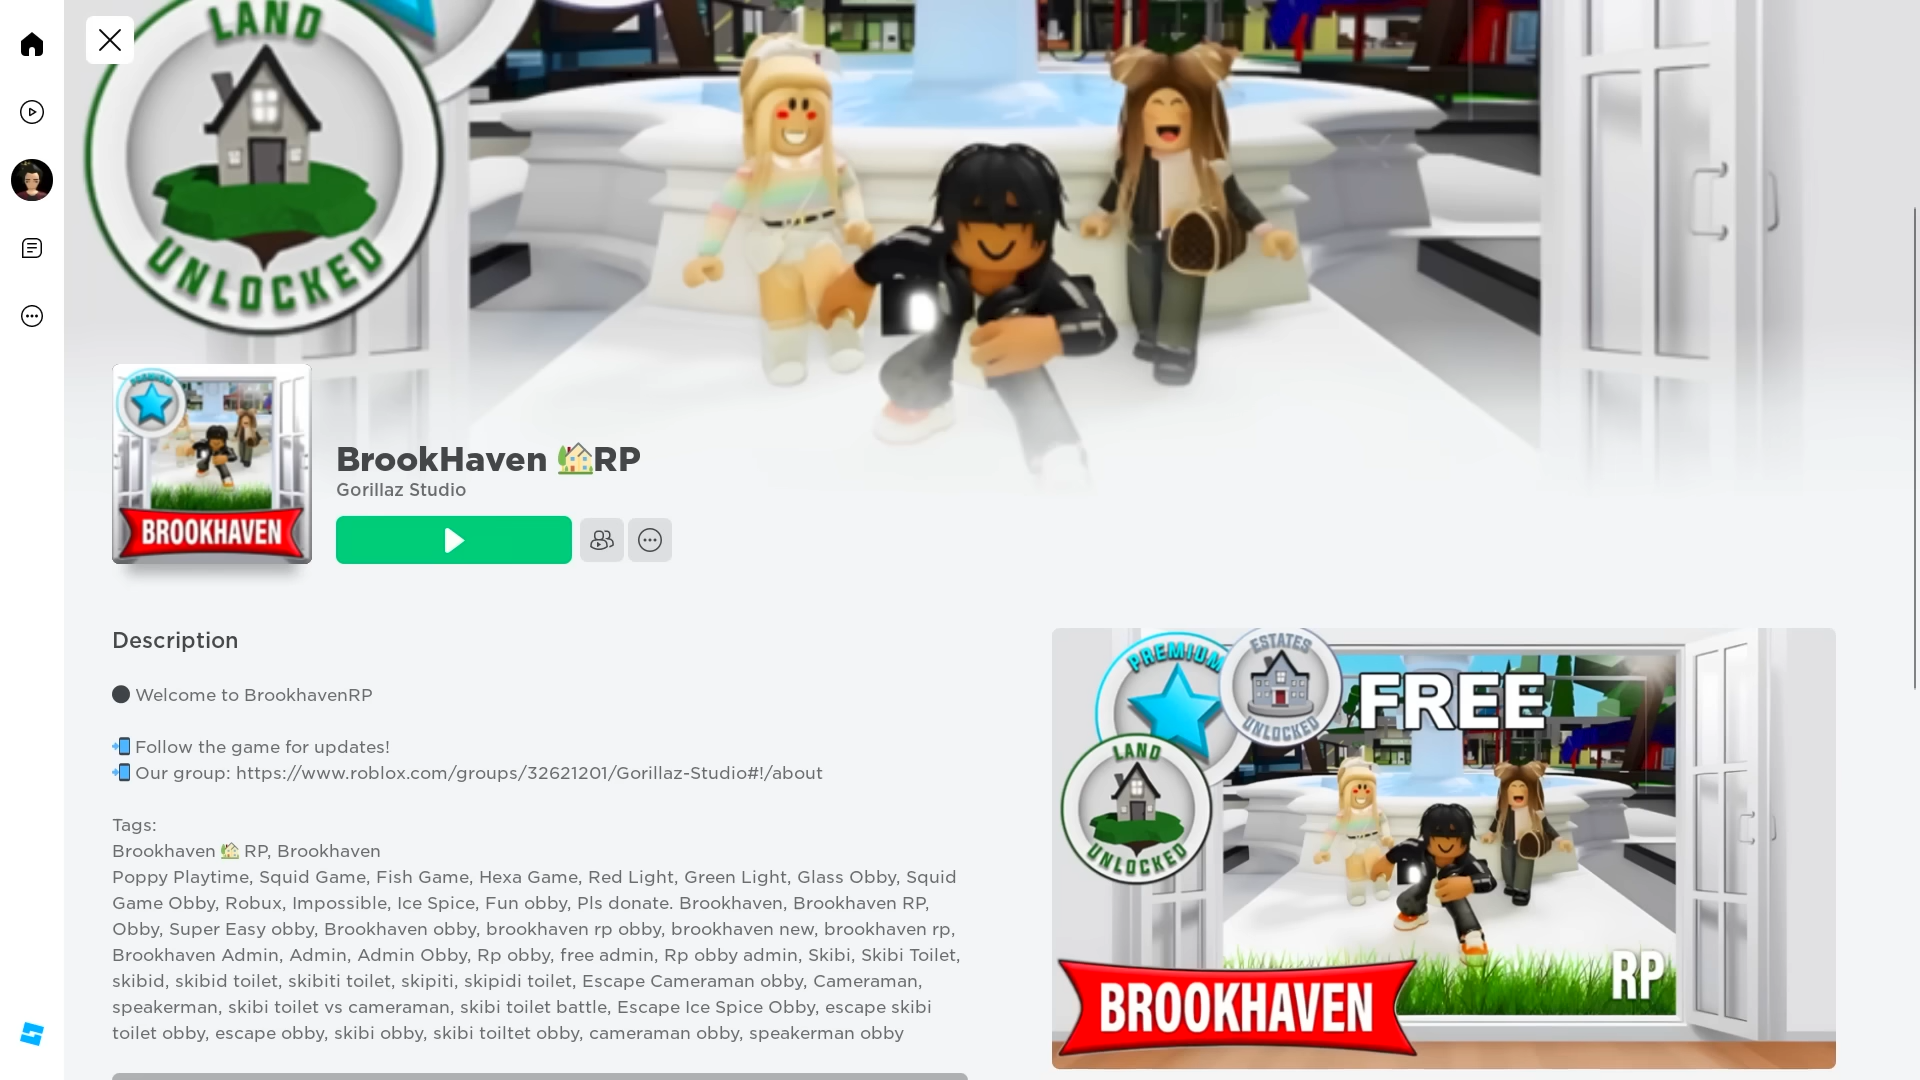 LAND
UNLOCKED
PREMIUM
BROOKHAVEN
BrookHaven 🏡RP
Gorillaz Studio
Description
⚫ Welcome to BrookhavenRP
📲 Follow the game for updates!
📲 Our group: https://www.roblox.com/groups/32621201/Gorillaz-Studio#!/about
Tags:
Brookhaven 🏡 RP, Brookhaven
Poppy Playtime, Squid Game, Fish Game, Hexa Game, Red Light, Green Light, Glass Obby, Squid
Game Obby, Robux, Impossible, Ice Spice, Fun obby, Pls donate. Brookhaven, Brookhaven RP,
Obby, Super Easy obby, Brookhaven obby, brookhaven rp obby, brookhaven new, brookhaven rp,
Brookhaven Admin, Admin, Admin Obby, Rp obby, free admin, Rp obby admin, Skibi, Skibi Toilet,
skibid, skibid toilet, skibiti toilet, skipiti, skipidi toilet, Escape Cameraman obby, Cameraman,
speakerman, skibi toilet vs cameraman, skibi toilet battle, Escape Ice Spice Obby, escape skibi
toilet obby, escape obby, skibi obby, skibi toiltet obby, cameraman obby, speakerman obby
PREMIUM
ESTATES
UNLOCKED
FREE
LAND
UNLOCKED
RP
BROOKHAVEN